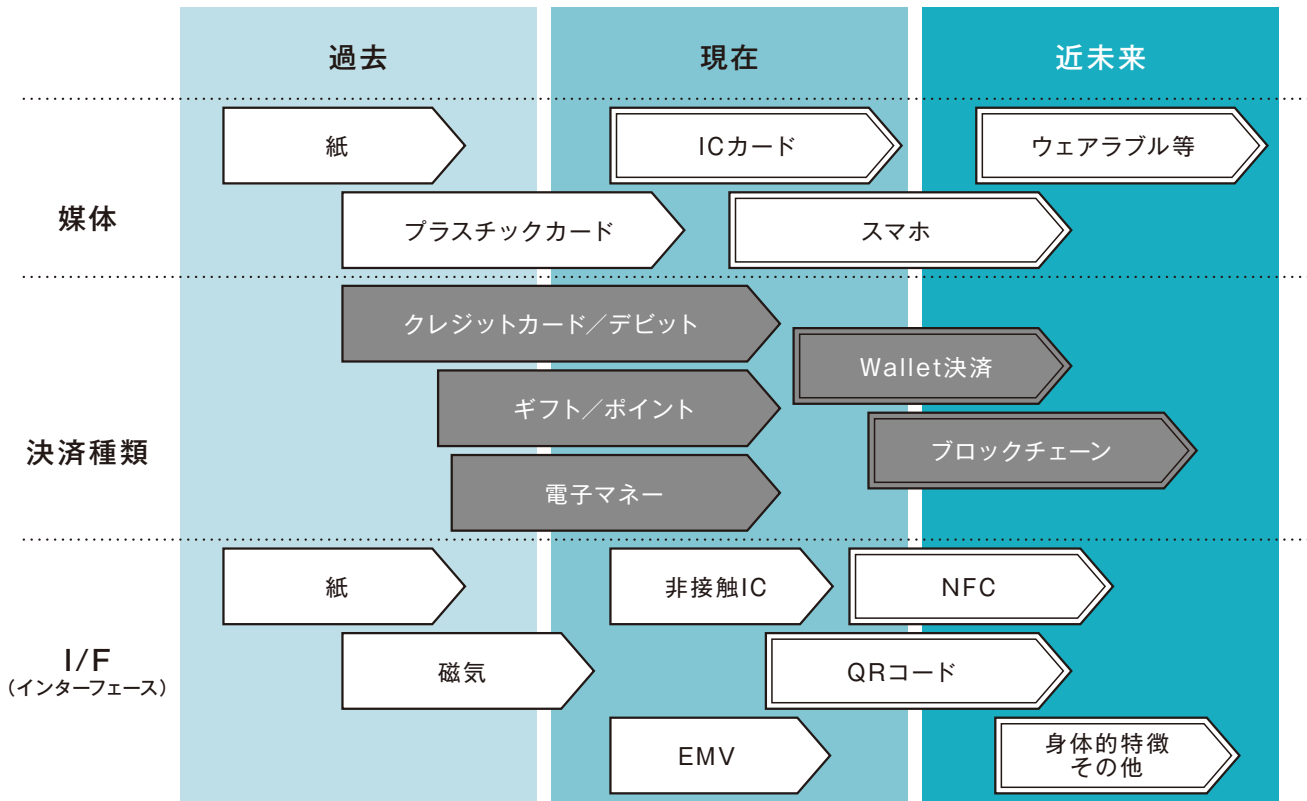 過去
現在
近未来
媒体
紙
ICカード
ウェアラブル等
プラスチックカード
スマホ
決済種類
クレジットカード／デビット
Wallet決済
ギフト／ポイント
ブロックチェーン
電子マネー
I/F
（インターフェース）
紙
非接触IC
NFC
磁気
QRコード
EMV
身体的特徴
その他